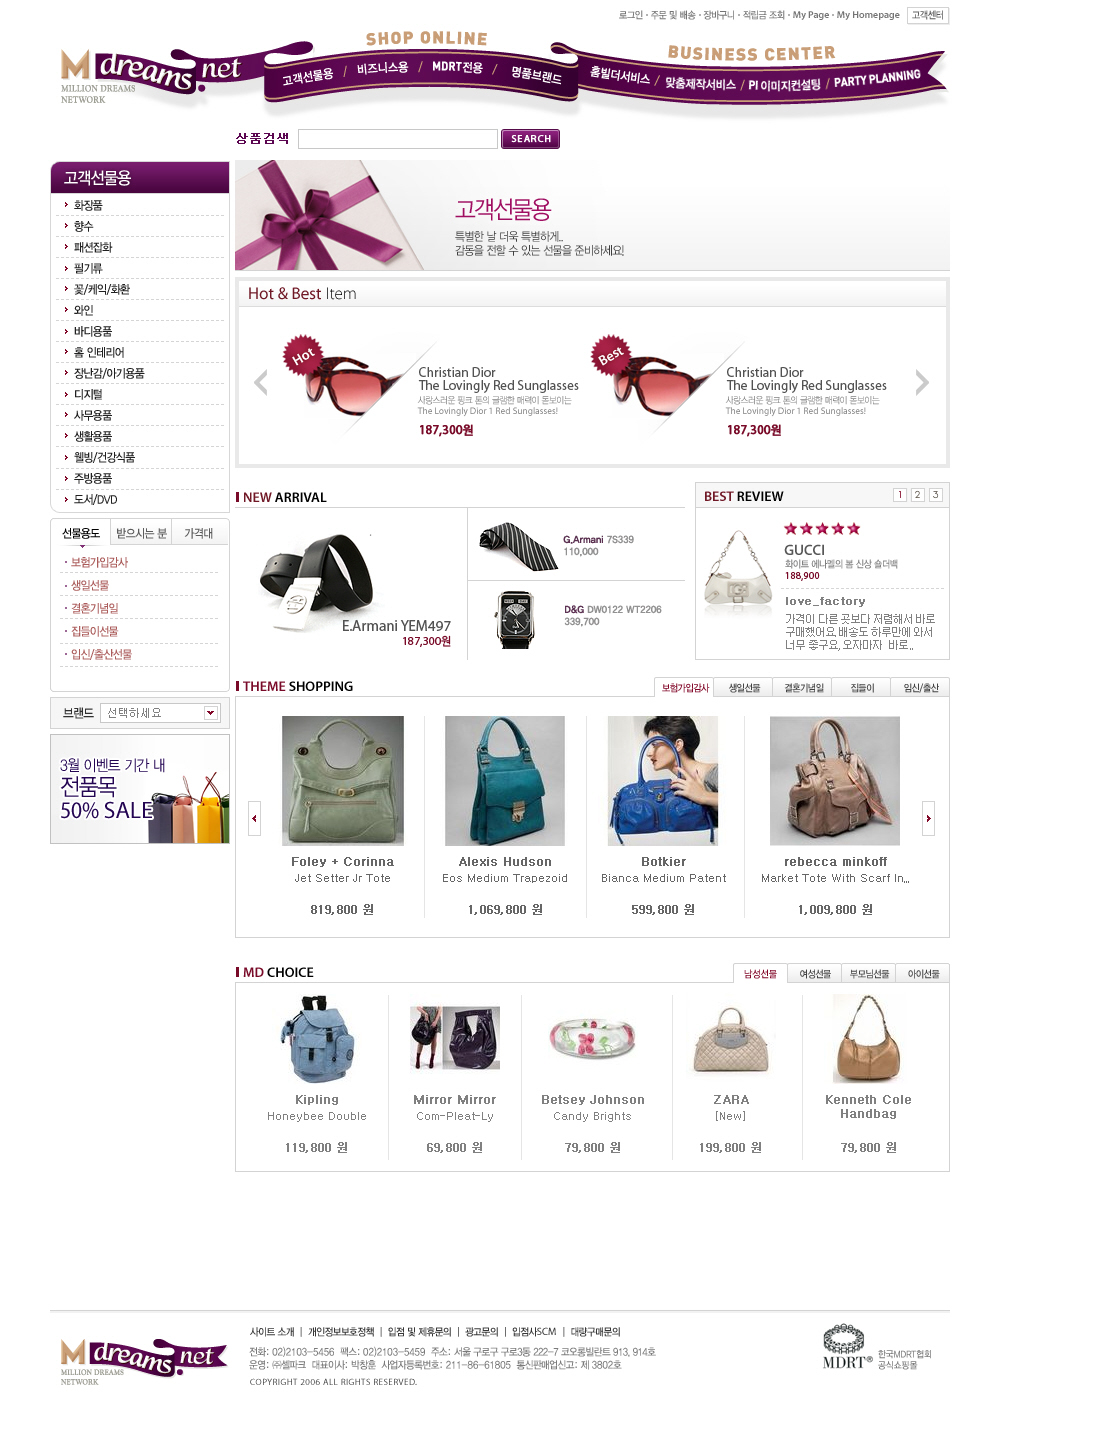 로그인 · 주문 및 배송 · 장바구니 · 적립금 조회 · My Page · My Homepage 고객센터
SHOP ONLINE
BUSINESS CENTER
Mdreams.net
MILLION DREAMS
NETWORK
고객선물용 / 비즈니스용 / MDRT전용 / 명품브랜드
홈빌더서비스 / 맞춤제작서비스 / PI 이미지컨설팅 / PARTY PLANNING
상품검색 SEARCH
고객선물용
화장품
향수
패션잡화
필기류
꽃/케익/화환
와인
바디용품
홈 인테리어
장난감/아기용품
디지털
사무용품
생활용품
웰빙/건강식품
주방용품
도서/DVD
선물용도 받으시는 분 가격대
· 보험가입감사
· 생일선물
· 결혼기념일
· 집들이선물
· 임신/출산선물
브랜드 선택하세요
3월 이벤트 기간 내
전품목
50% SALE
고객선물용
특별한 날 더욱 특별하게..
감동을 전할 수 있는 선물을 준비하세요!
Hot & Best Item
Hot
Christian Dior
The Lovingly Red Sunglasses
사랑스러운 핑크 톤의 글램한 매력이 돋보이는
The Lovingly Dior 1 Red Sunglasses!
187,300원
Best
Christian Dior
The Lovingly Red Sunglasses
사랑스러운 핑크 톤의 글램한 매력이 돋보이는
The Lovingly Dior 1 Red Sunglasses!
187,300원
NEW ARRIVAL
E.Armani YEM497
187,300원
G,Armani 7S339
110,000
D&G DW0122 WT2206
339,700
BEST REVIEW 1 2 3
GUCCI
화이트 에나멜의 봄 신상 숄더백
188,900
love_factory
가격이 다른 곳보다 저렴해서 바로
구매했어요,배송도 하루만에 와서
너무 좋구요, 오자마자 바로..
THEME SHOPPING
보험가입감사 생일선물 결혼기념일 집들이 임신/출산
Foley + Corinna
Jet Setter Jr Tote
819,800 원
Alexis Hudson
Eos Medium Trapezoid
1,069,800 원
Botkier
Bianca Medium Patent
599,800 원
rebecca minkoff
Market Tote With Scarf In...
1,009,800 원
MD CHOICE
남성선물 여성선물 부모님선물 아이선물
Kipling
Honeybee Double
119,800 원
Mirror Mirror
Com-Pleat-Ly
69,800 원
Betsey Johnson
Candy Brights
79,800 원
ZARA
[New]
199,800 원
Kenneth Cole
Handbag
79,800 원
Mdreams.net
MILLION DREAMS
NETWORK
사이트 소개 | 개인정보보호정책 | 입점 및 제휴문의 | 광고문의 | 입점사SCM | 대량구매문의
전화: 02)2103-5456 팩스: 02)2103-5459 주소: 서울 구로구 구로3동 222-7 코오롱빌란트 913, 914호
운영: ㈜셀파크 대표이사: 박창훈 사업자등록번호: 211-86-61805 통신판매업신고: 제 3802호
COPYRIGHT 2006 ALL RIGHTS RESERVED.
MDRT®
한국MDRT협회
공식쇼핑몰